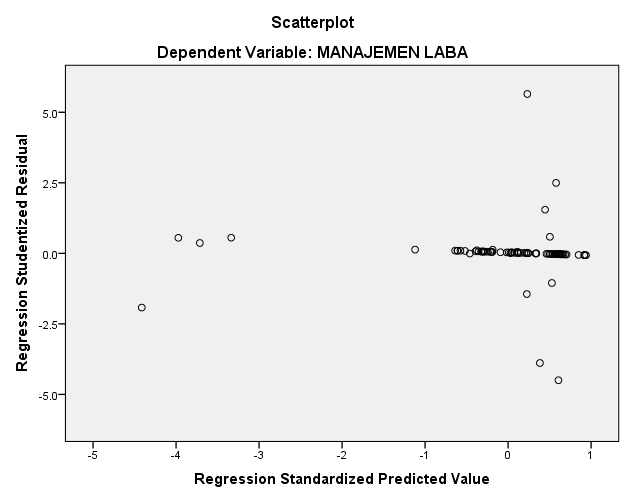 Scatterplot
Dependent Variable: MANAJEMEN LABA
Regression Studentized Residual
5.0
2.5
0.0
-2.5
-5.0
-5 -4 -3 -2 -1 0 1
Regression Standardized Predicted Value